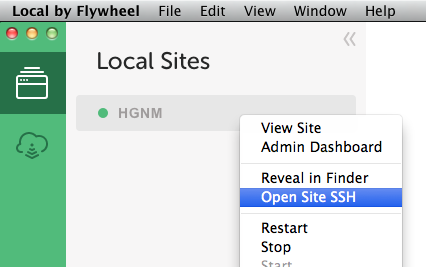 Local by Flywheel File Edit View Window Help
Local Sites
HGNM
View Site
Admin Dashboard
Reveal in Finder
Open Site SSH
Restart
Stop
Start